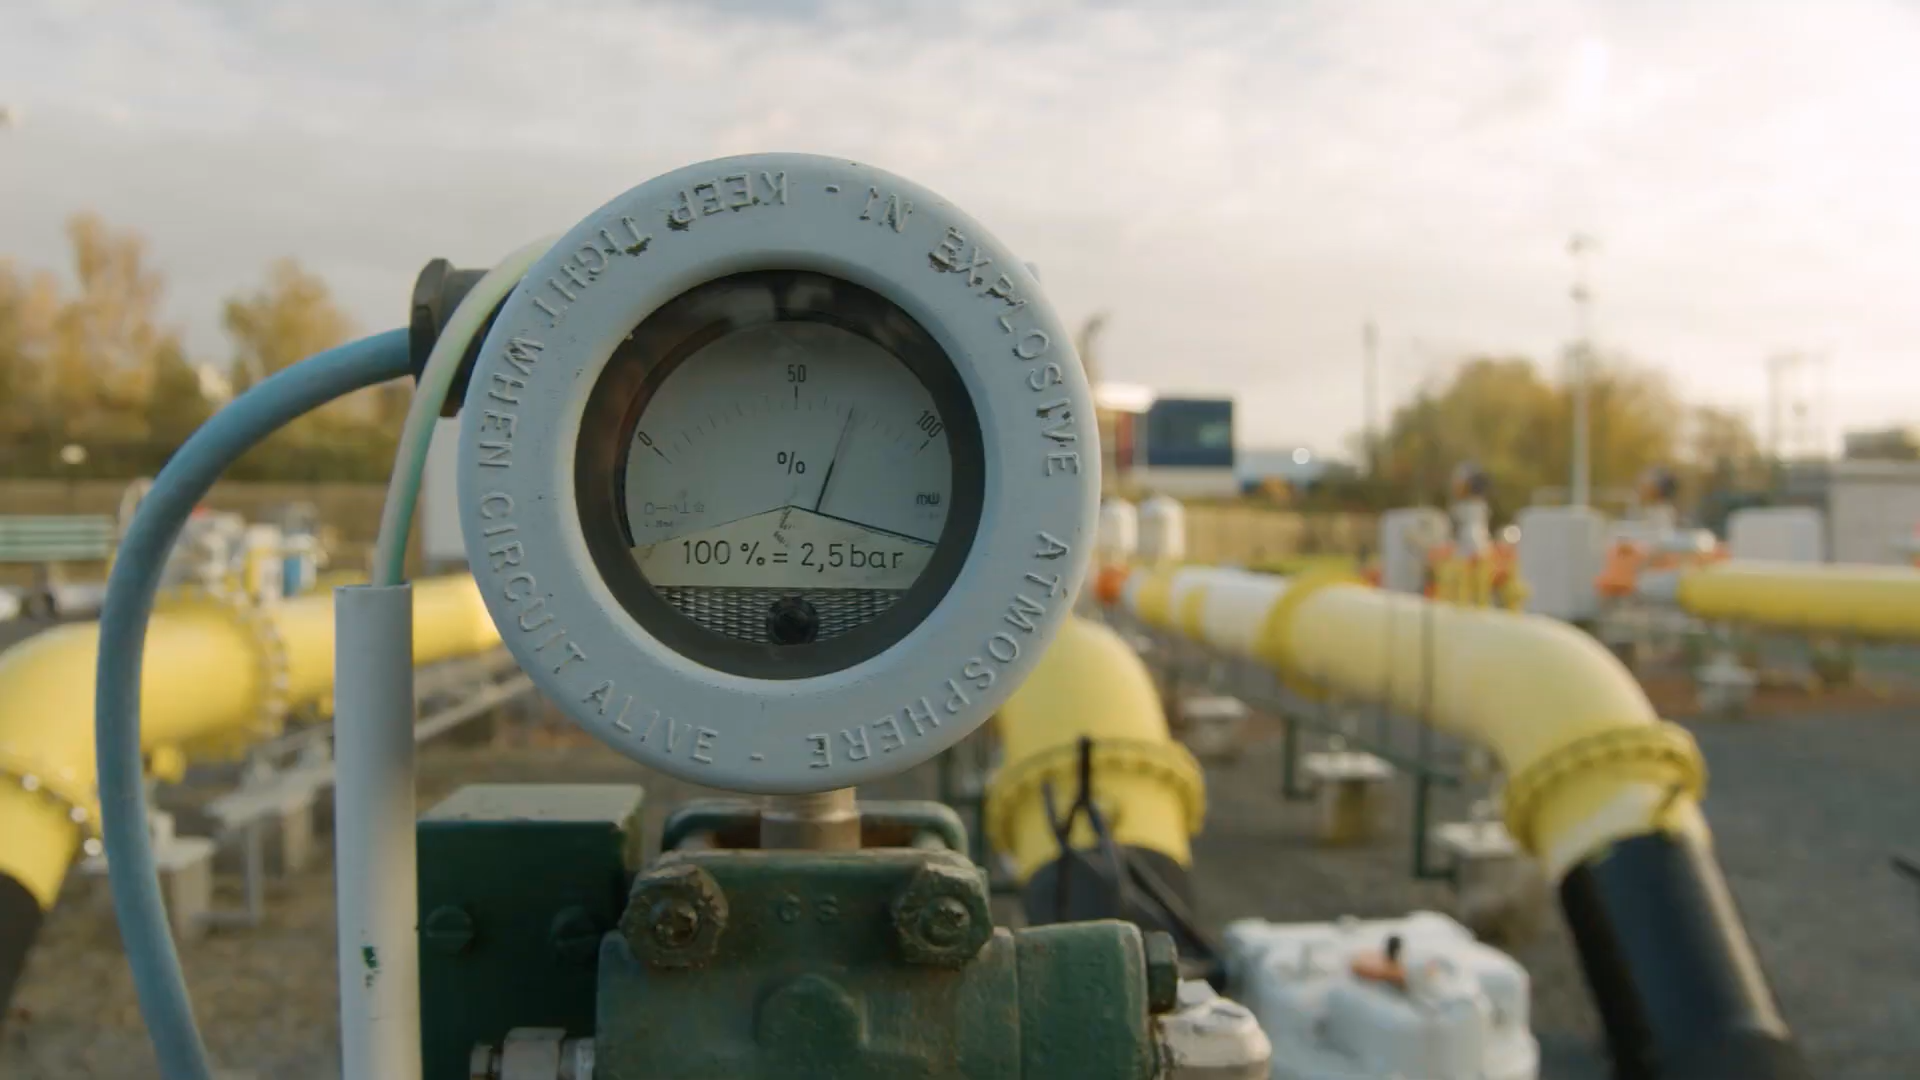 KEEP TIGHT WHEN CIRCUIT ALIVE - IN EXPLOSIVE ATMOSPHERE -
0
50
100
%
mW
100 % = 2,5 bar